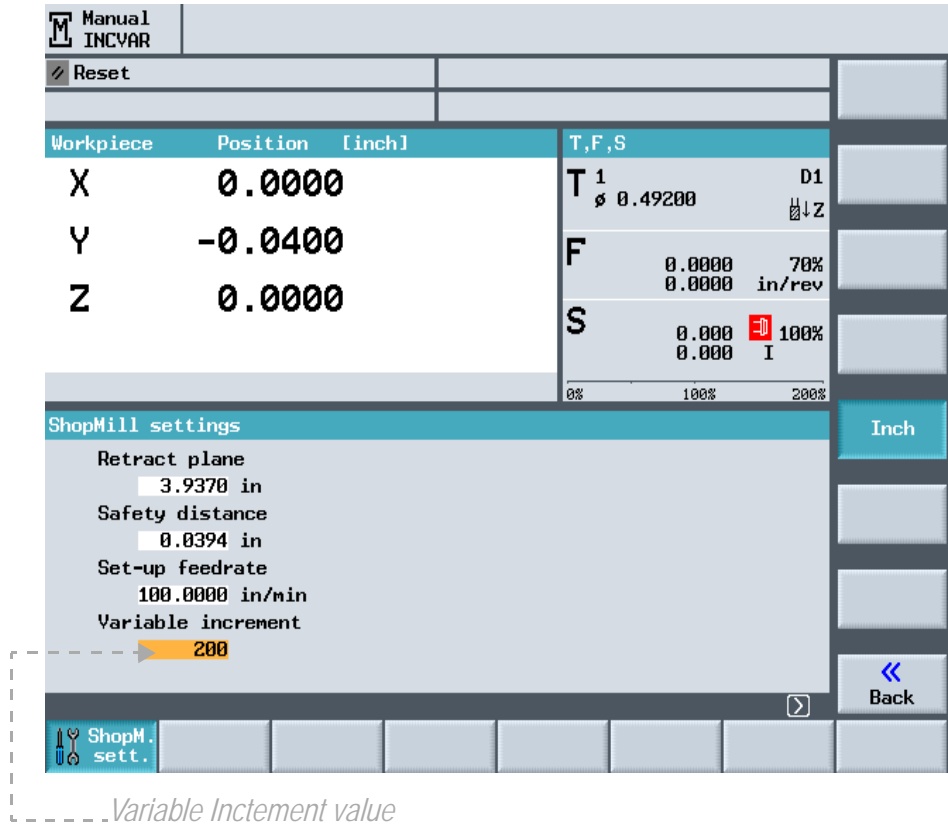 M Manual
INCVAR
Reset
Workpiece Position [inch]
X 0.0000
Y -0.0400
Z 0.0000
T,F,S
T 1 D1
ø 0.49200 ↓Z
F 0.0000 70%
0.0000 in/rev
S 0.000 100%
0.000 I
0% 100% 200%
ShopMill settings
Retract plane
3.9370 in
Safety distance
0.0394 in
Set-up feedrate
100.0000 in/min
Variable increment
200
Inch
Back
ShopM.
sett.
Variable Inctement value